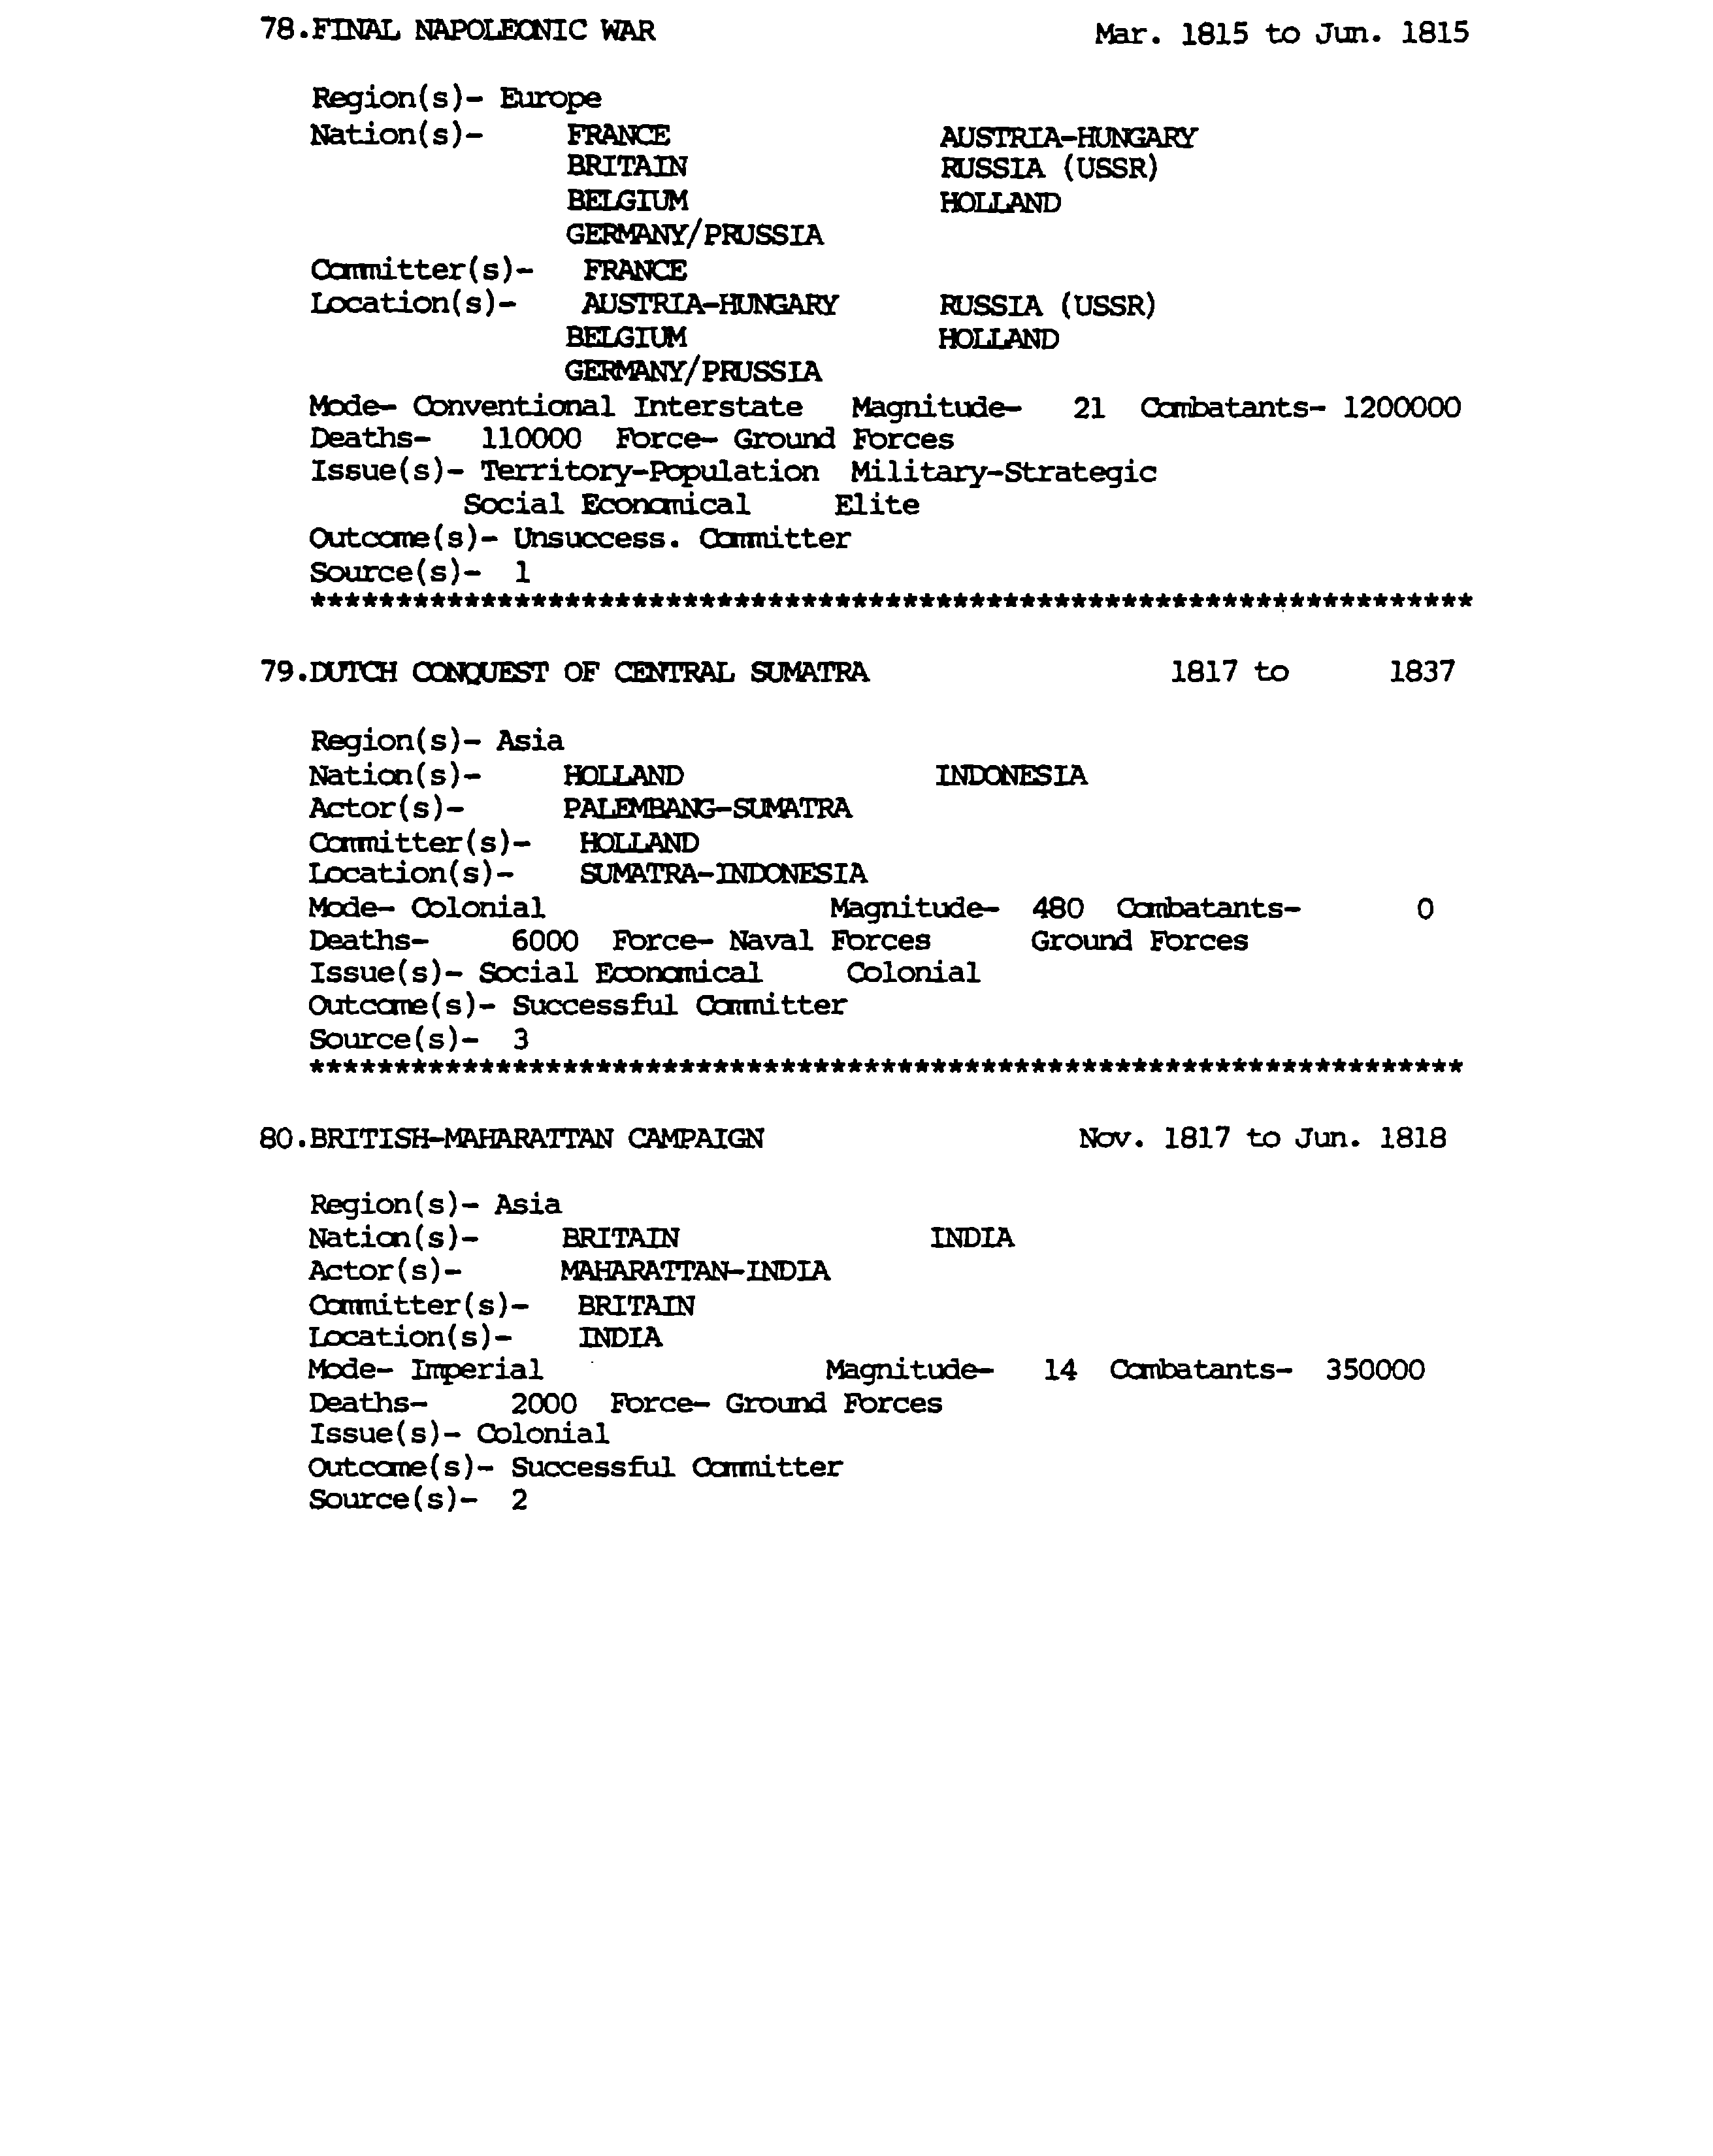 78.FINAL NAPOLEONIC WAR Mar. 1815 to Jun. 1815
Region(s)- Europe
Nation(s)- FRANCE AUSTRIA-HUNGARY
BRITAIN RUSSIA (USSR)
BELGIUM HOLLAND
GERMANY/PRUSSIA
Committer(s)- FRANCE
Location(s)- AUSTRIA-HUNGARY RUSSIA (USSR)
BELGIUM HOLLAND
GERMANY/PRUSSIA
Mode- Conventional Interstate Magnitude- 21 Combatants- 1200000
Deaths- 110000 Force- Ground Forces
Issue(s)- Territory-Population Military-Strategic
Social Economical Elite
Outcome(s)- Unsuccess. Committer
Source(s)- 1
*********************************************************************
79.DUTCH CONQUEST OF CENTRAL SUMATRA 1817 to 1837
Region(s)- Asia
Nation(s)- HOLLAND INDONESIA
Actor(s)- PALEMBANG-SUMATRA
Committer(s)- HOLLAND
Location(s)- SUMATRA-INDONESIA
Mode- Colonial Magnitude- 480 Combatants- 0
Deaths- 6000 Force- Naval Forces Ground Forces
Issue(s)- Social Economical Colonial
Outcome(s)- Successful Committer
Source(s)- 3
*********************************************************************
80.BRITISH-MAHARATTAN CAMPAIGN Nov. 1817 to Jun. 1818
Region(s)- Asia
Nation(s)- BRITAIN INDIA
Actor(s)- MAHARATTAN-INDIA
Committer(s)- BRITAIN
Location(s)- INDIA
Mode- Imperial Magnitude- 14 Combatants- 350000
Deaths- 2000 Force- Ground Forces
Issue(s)- Colonial
Outcome(s)- Successful Committer
Source(s)- 2